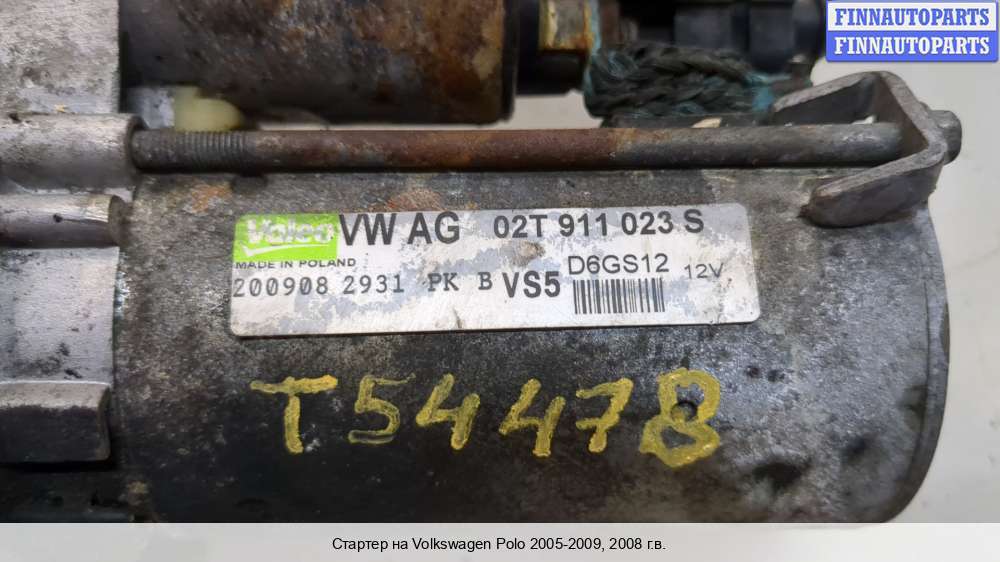 FINNAUTOPARTS
FINNAUTOPARTS
Valeo VW AG 02T 911 023 S
MADE IN POLAND
200908 2931 PK B VS5 D6GS12 12V
T54478
Стартер на Volkswagen Polo 2005-2009, 2008 г.в.